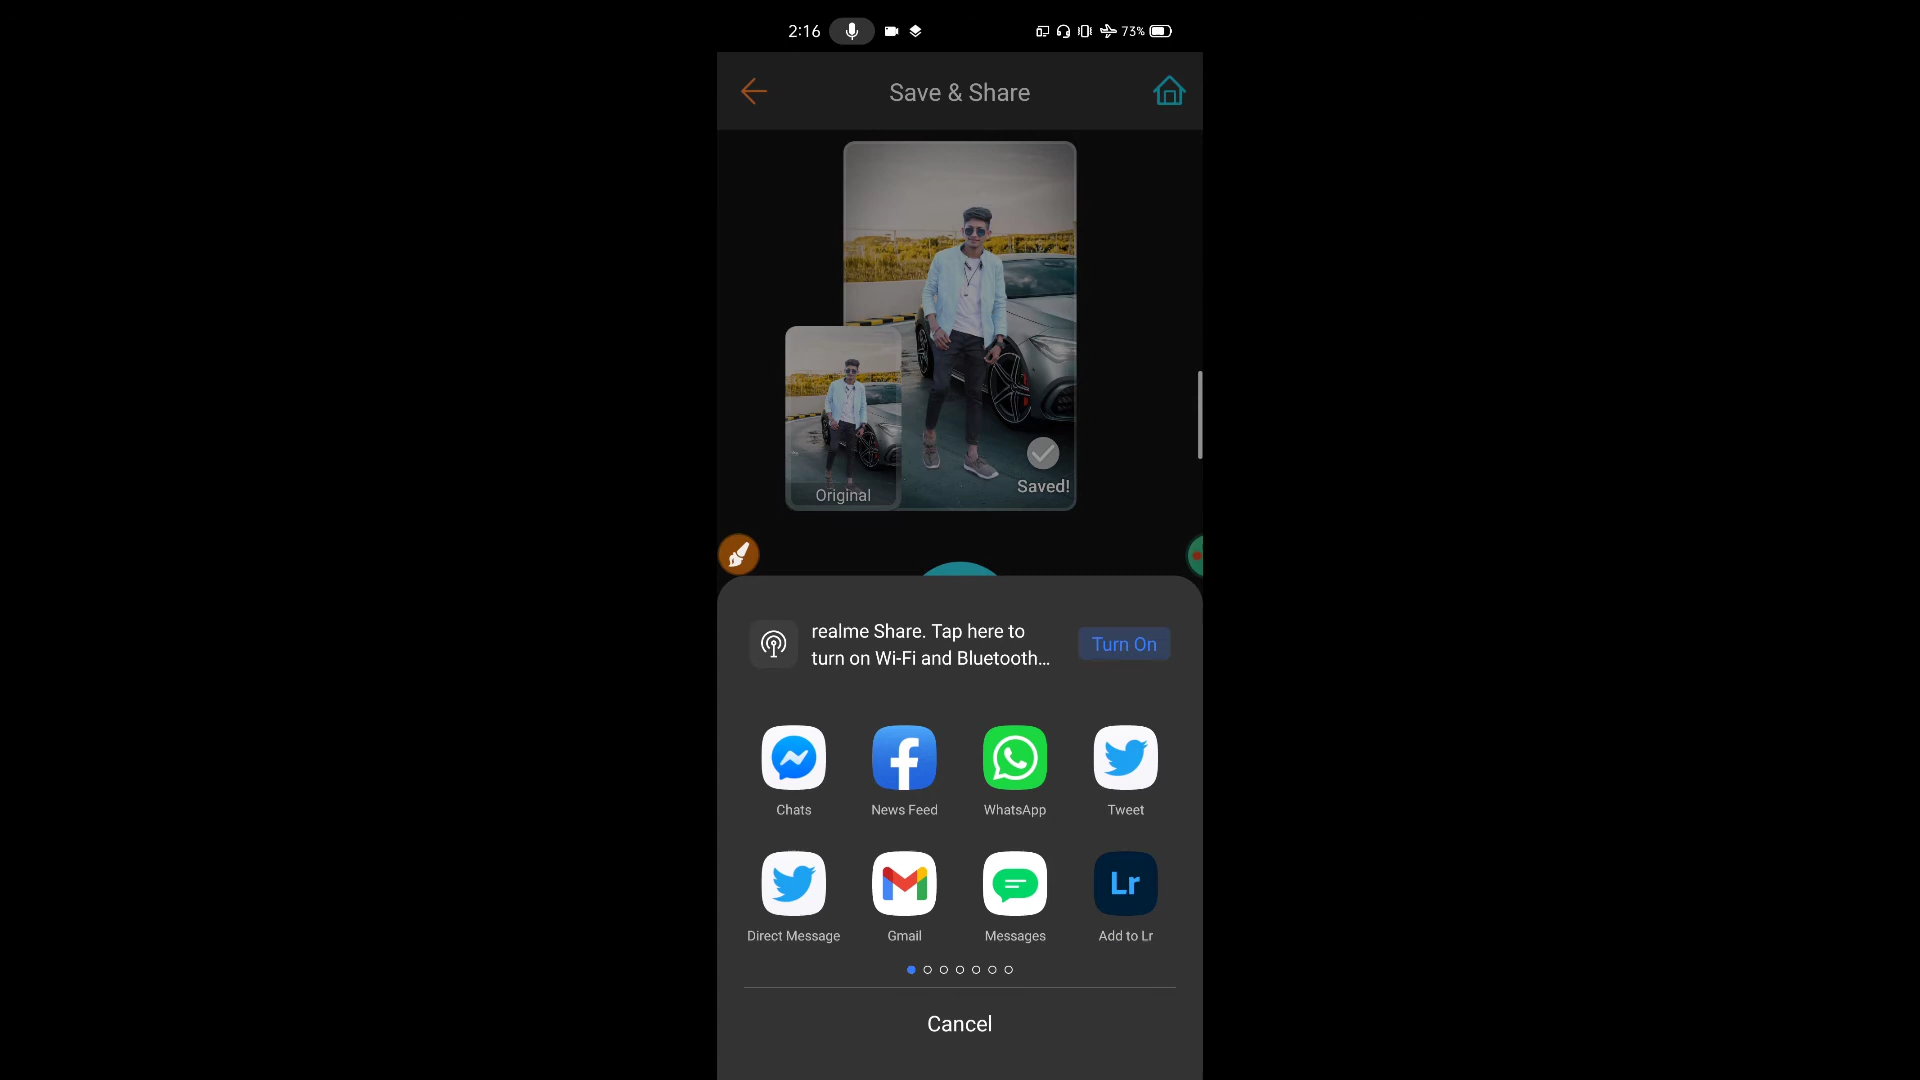 2:16
73%
Save & Share
Original
Saved!
realme Share. Tap here to
turn on Wi-Fi and Bluetooth...
Turn On
Chats
News Feed
WhatsApp
Tweet
Lr
Direct Message
Gmail
Messages
Add to Lr
Cancel